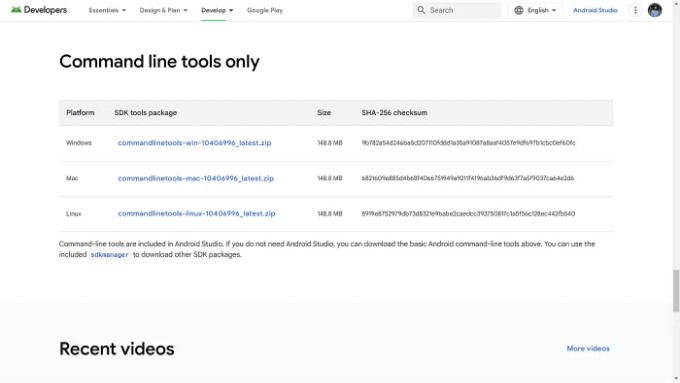 Developers Essentials Design & Plan Develop Google Play Search English Android Studio
Command line tools only
Platform SDK tools package Size SHA-256 checksum
Windows commandlinetools-win-10406996_latest.zip 148.8 MB
Mac commandlinetools-mac-10406996_latest.zip 148.8 MB
Linux commandlinetools-linux-10406996_latest.zip 148.8 MB
Command-line tools are included in Android Studio. If you do not need Android Studio, you can download the basic Android command-line tools above. You can use the
included sdkmanager to download other SDK packages.
Recent videos More videos